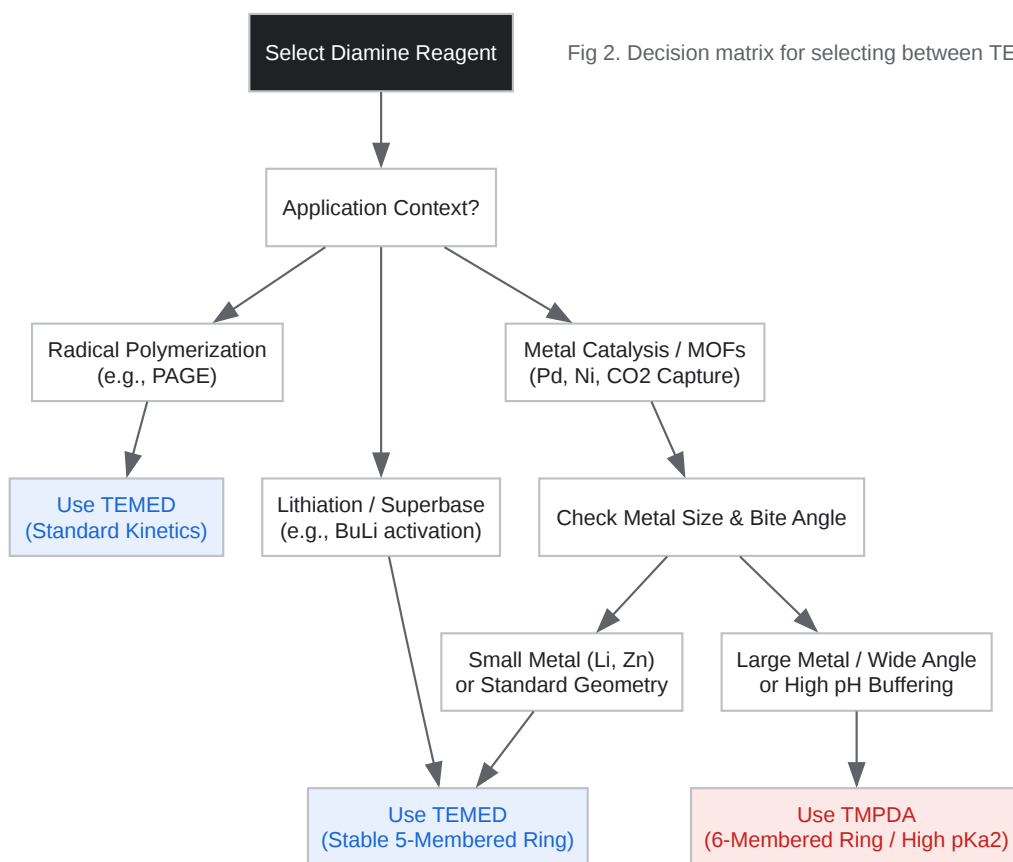 Select Diamine Reagent
Fig 2. Decision matrix for selecting between TE
Application Context?
Radical Polymerization
(e.g., PAGE)
Metal Catalysis / MOFs
(Pd, Ni, CO2 Capture)
Use TEMED
(Standard Kinetics)
Lithiation / Superbase
(e.g., BuLi activation)
Check Metal Size & Bite Angle
Small Metal (Li, Zn)
or Standard Geometry
Large Metal / Wide Angle
or High pH Buffering
Use TEMED
(Stable 5-Membered Ring)
Use TMPDA
(6-Membered Ring / High pKa2)